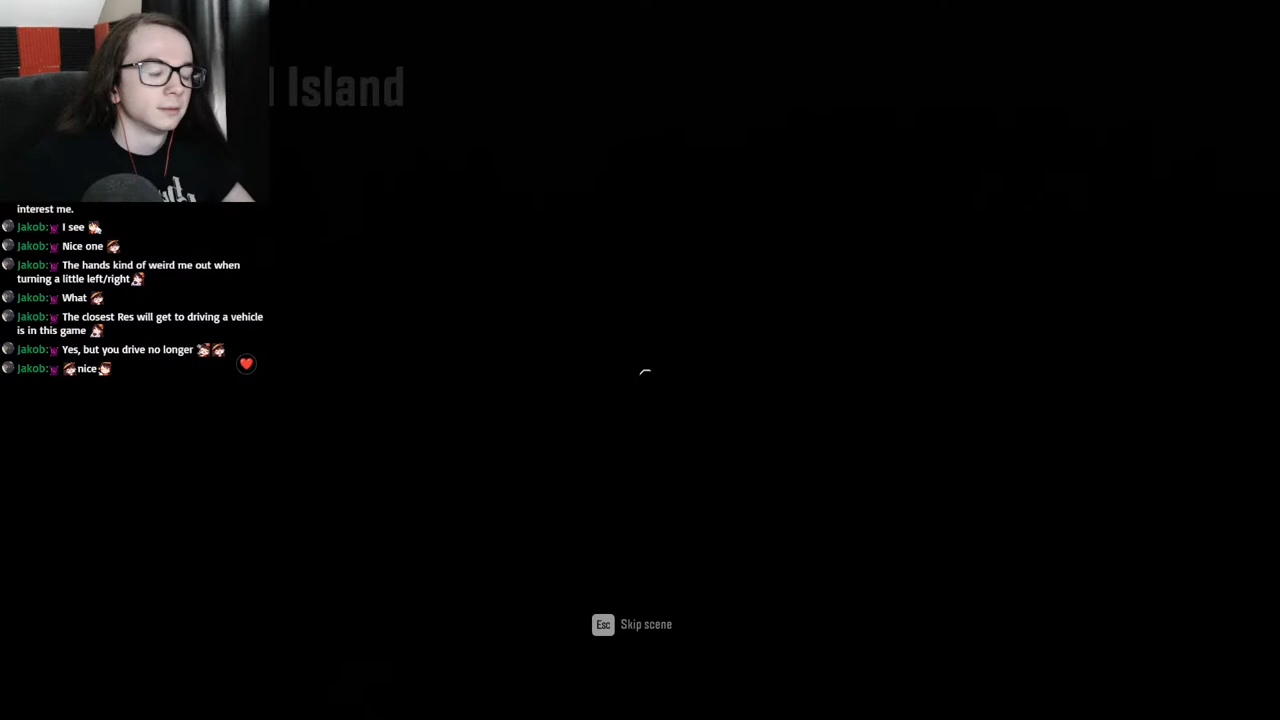 Island
interest me.
Jakob: I see
Jakob: Nice one
Jakob: The hands kind of weird me out when
turning a little left/right
Jakob: What
Jakob: The closest Res will get to driving a vehicle
is in this game
Jakob: Yes, but you drive no longer
Jakob: nice
Esc Skip scene